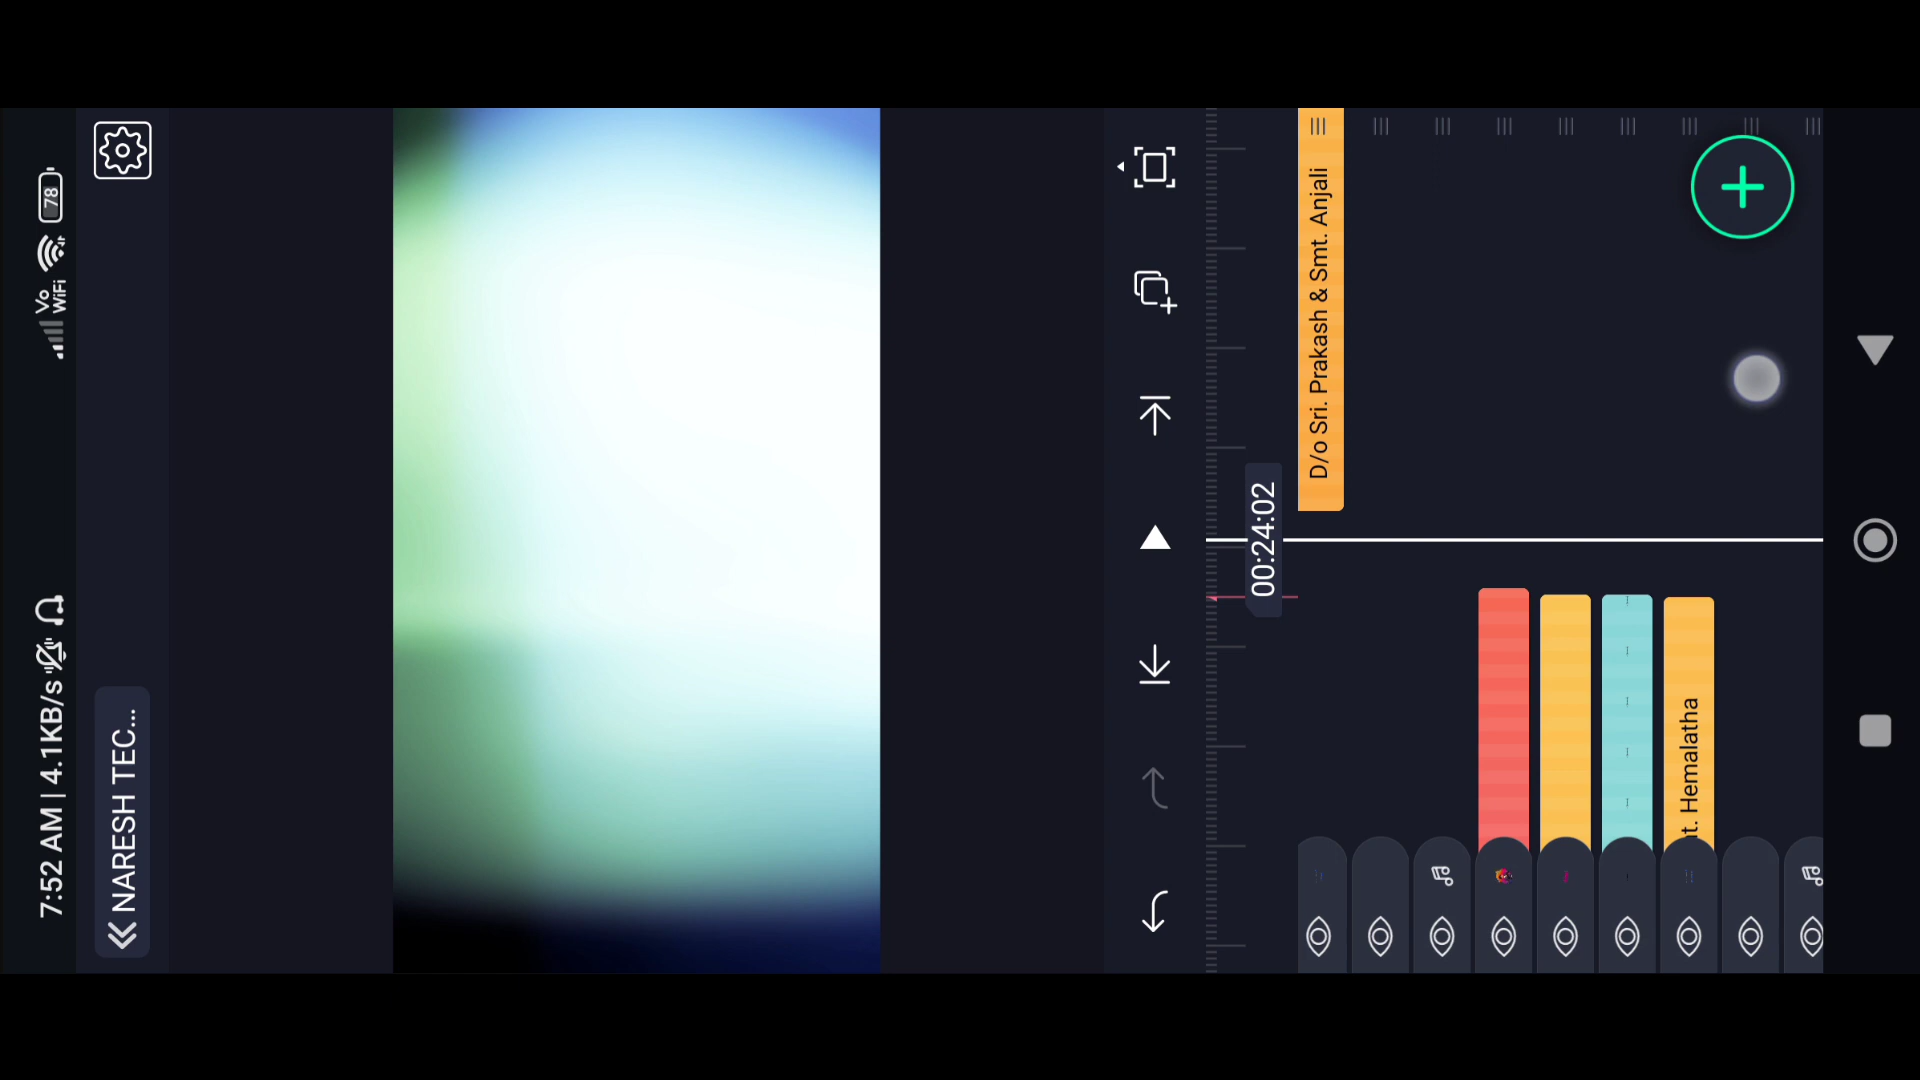 7:52 AM | 4.1KB/s
Vo
WiFi
78
NARESH TEC...
00:24:02
D/o Sri. Prakash & Smt. Anjali
t. Hemalatha